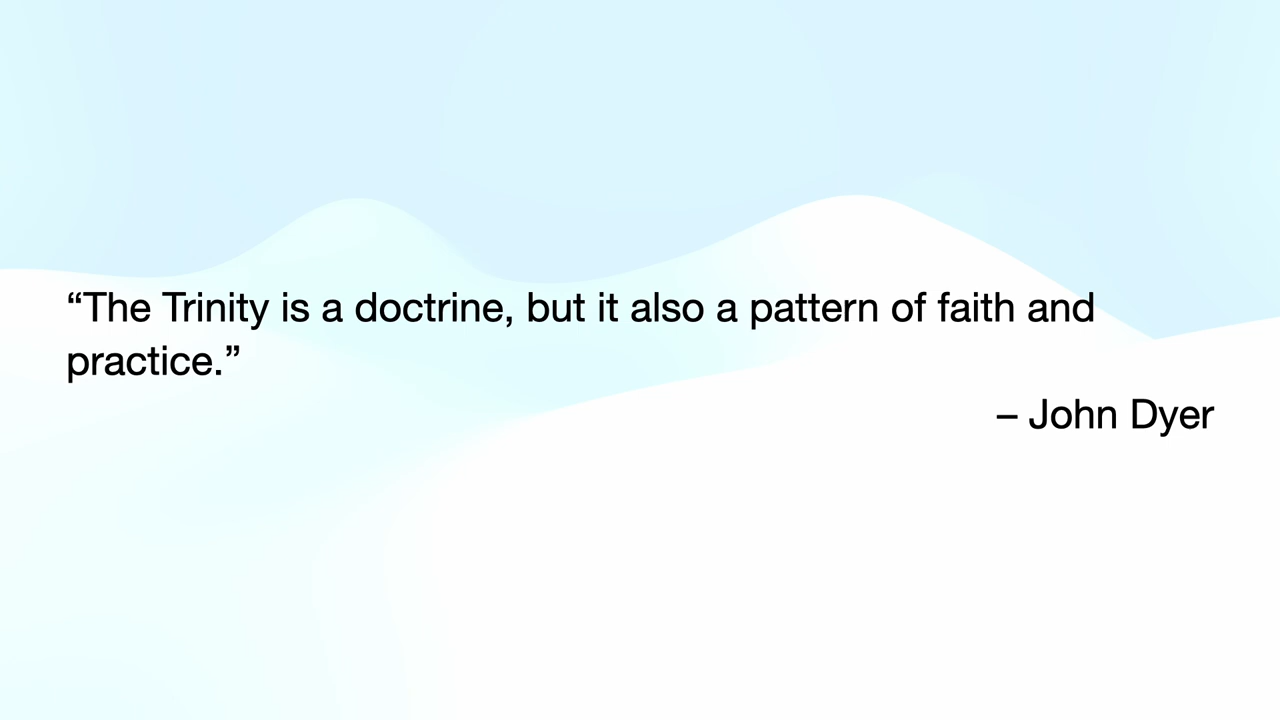 “The Trinity is a doctrine, but it also a pattern of faith and
practice.”
– John Dyer